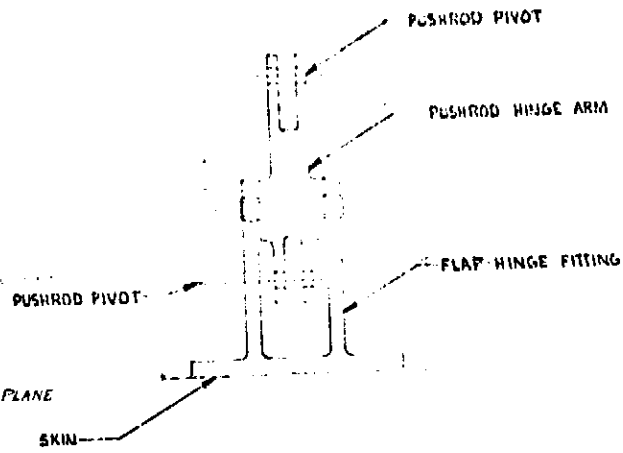 PUSHROD PIVOT
PUSHROD HINGE ARM
FLAP HINGE FITTING
PUSHROD PIVOT
PLANE
SKIN